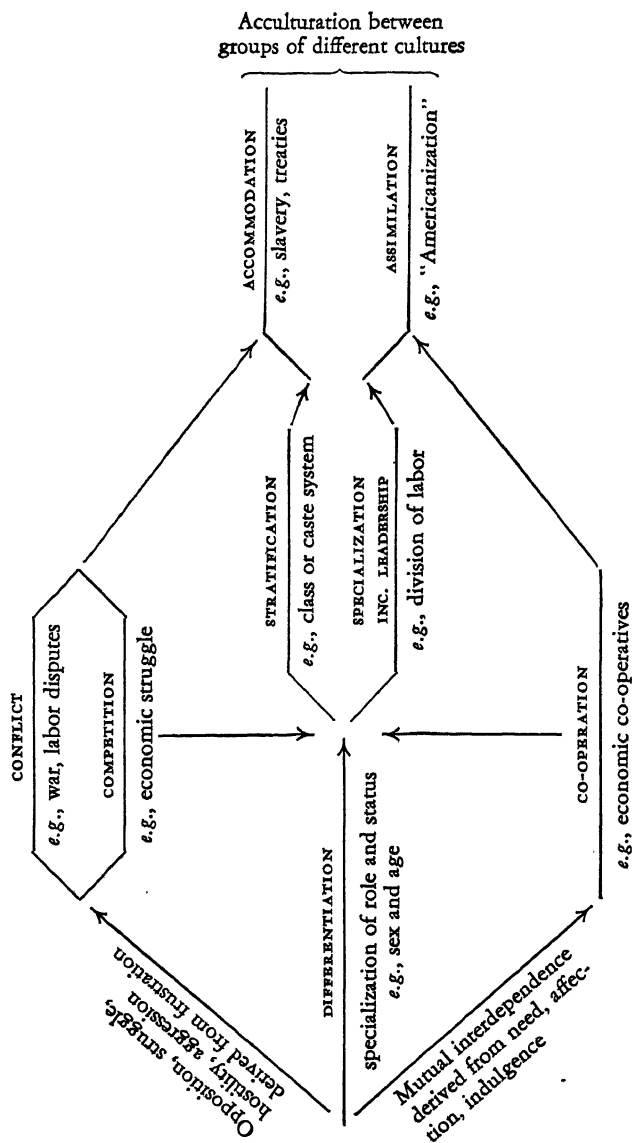 Acculturation between
groups of different cultures
ACCOMMODATION
e.g., slavery, treaties
ASSIMILATION
e.g., "Americanization"
STRATIFICATION
e.g., class or caste system
SPECIALIZATION
INC. LEADERSHIP
e.g., division of labor
CONFLICT
e.g., war, labor disputes
COMPETITION
e.g., economic struggle
CO-OPERATION
e.g., economic co-operatives
DIFFERENTIATION
specialization of role and status
e.g., sex and age
Opposition, struggle,
hostility, aggression
derived from frustration
Mutual interdependence
derived from need, affec-
tion, indulgence